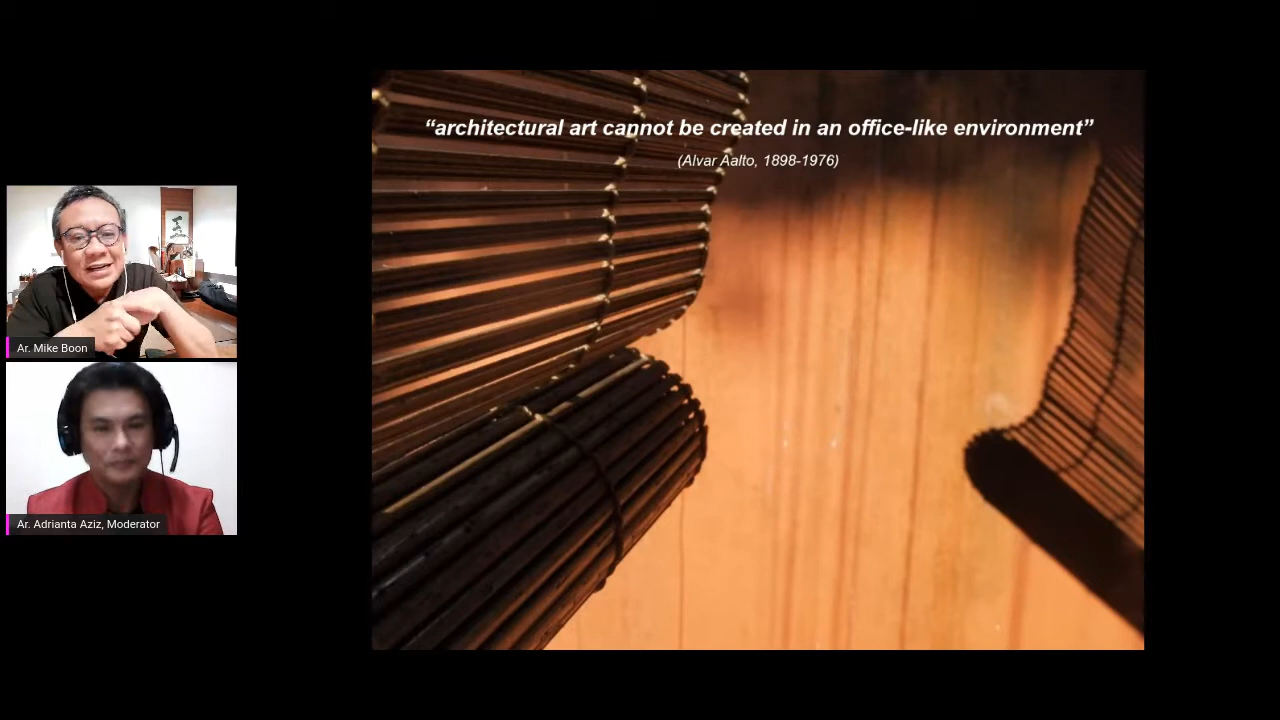 “architectural art cannot be created in an office-like environment”
(Alvar Aalto, 1898-1976)
Ar. Mike Boon
Ar. Adrianta Aziz, Moderator